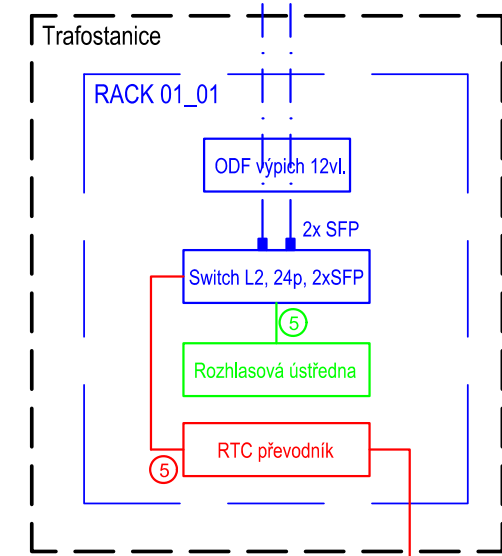 Trafostanice
RACK 01_01
ODF výpich 12vl.
2x SFP
Switch L2, 24p, 2xSFP
5
Rozhlasová ústředna
RTC převodník
5